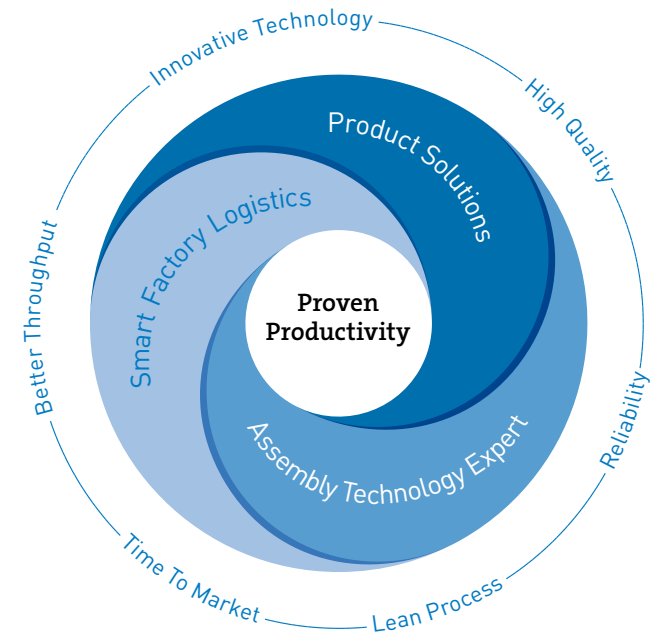 Innovative Technology
High Quality
Reliability
Lean Process
Time To Market
Better Throughput
Product Solutions
Assembly Technology Expert
Smart Factory Logistics
Proven
Productivity